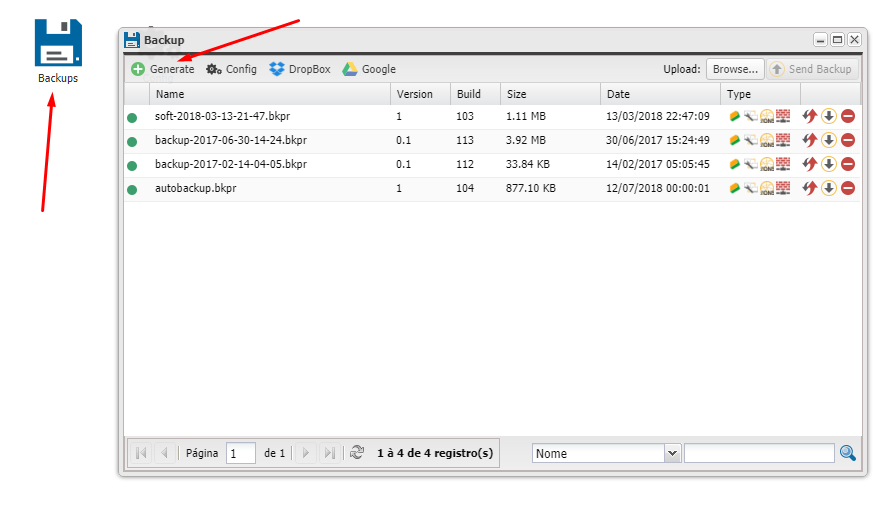 Backups
Backup
Generate Config DropBox Google Upload: Browse... Send Backup
Name Version Build Size Date Type
soft-2018-03-13-21-47.bkpr 1 103 1.11 MB 13/03/2018 22:47:09
backup-2017-06-30-14-24.bkpr 0.1 113 3.92 MB 30/06/2017 15:24:49
backup-2017-02-14-04-05.bkpr 0.1 112 33.84 KB 14/02/2017 05:05:45
autobackup.bkpr 1 104 877.10 KB 12/07/2018 00:00:01
Página 1 de 1 1 à 4 de 4 registro(s) Nome